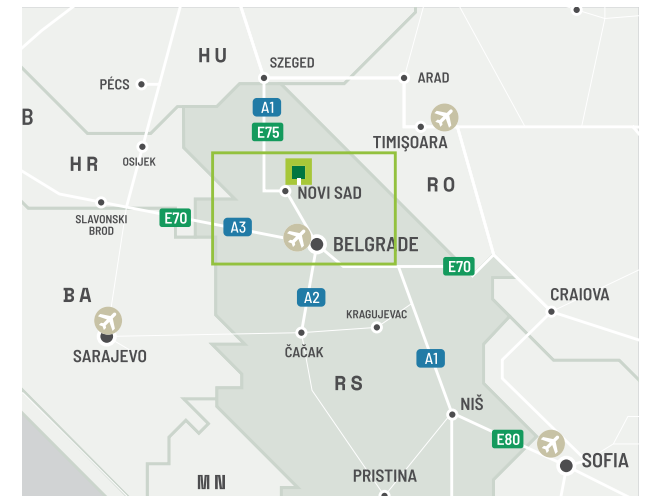 HU
SZEGED
PÉCS
ARAD
A1
B
E75
TIMIŞOARA
HR
OSIJEK
RO
NOVI SAD
SLAVONSKI
BROD
E70
A3
BELGRADE
E70
BA
A2
CRAIOVA
KRAGUJEVAC
SARAJEVO
ČAČAK
A1
RS
NIŠ
E80
SOFIA
MN
PRISTINA